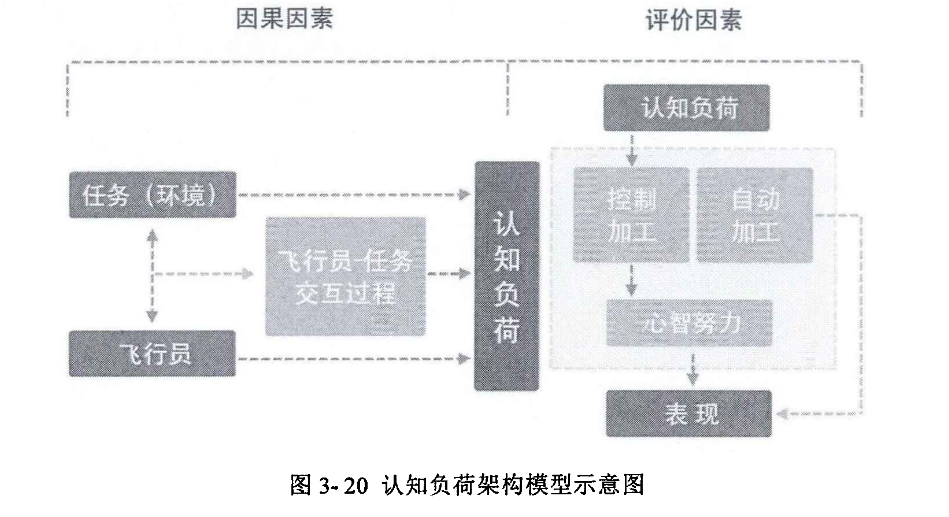 因果因素
评价因素
认知负荷
任务（环境）
控制
加工
自动
加工
认
知
负
荷
飞行员-任务
交互过程
心智努力
飞行员
表现
图 3-20 认知负荷架构模型示意图